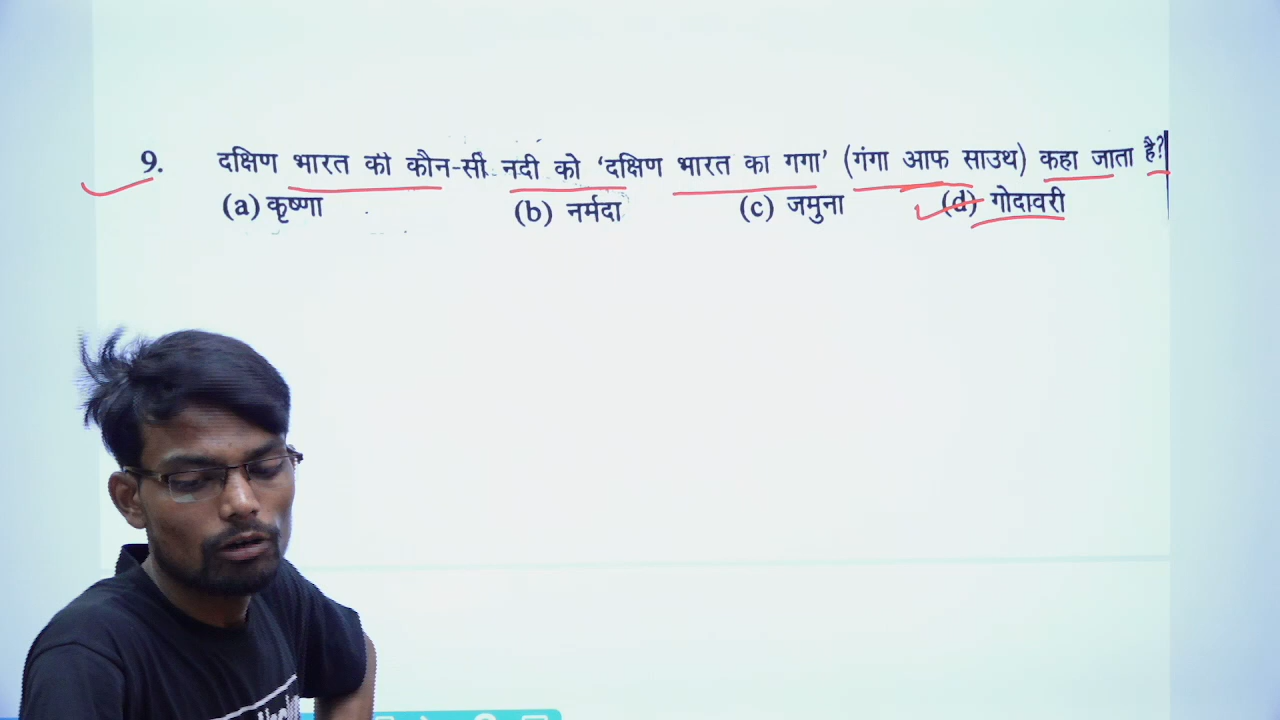 9. दक्षिण भारत की कौन-सी नदी को 'दक्षिण भारत का गगा' (गंगा आफ साउथ) कहा जाता है?
(a) कृष्णा (b) नर्मदा (c) जमुना (d) गोदावरी